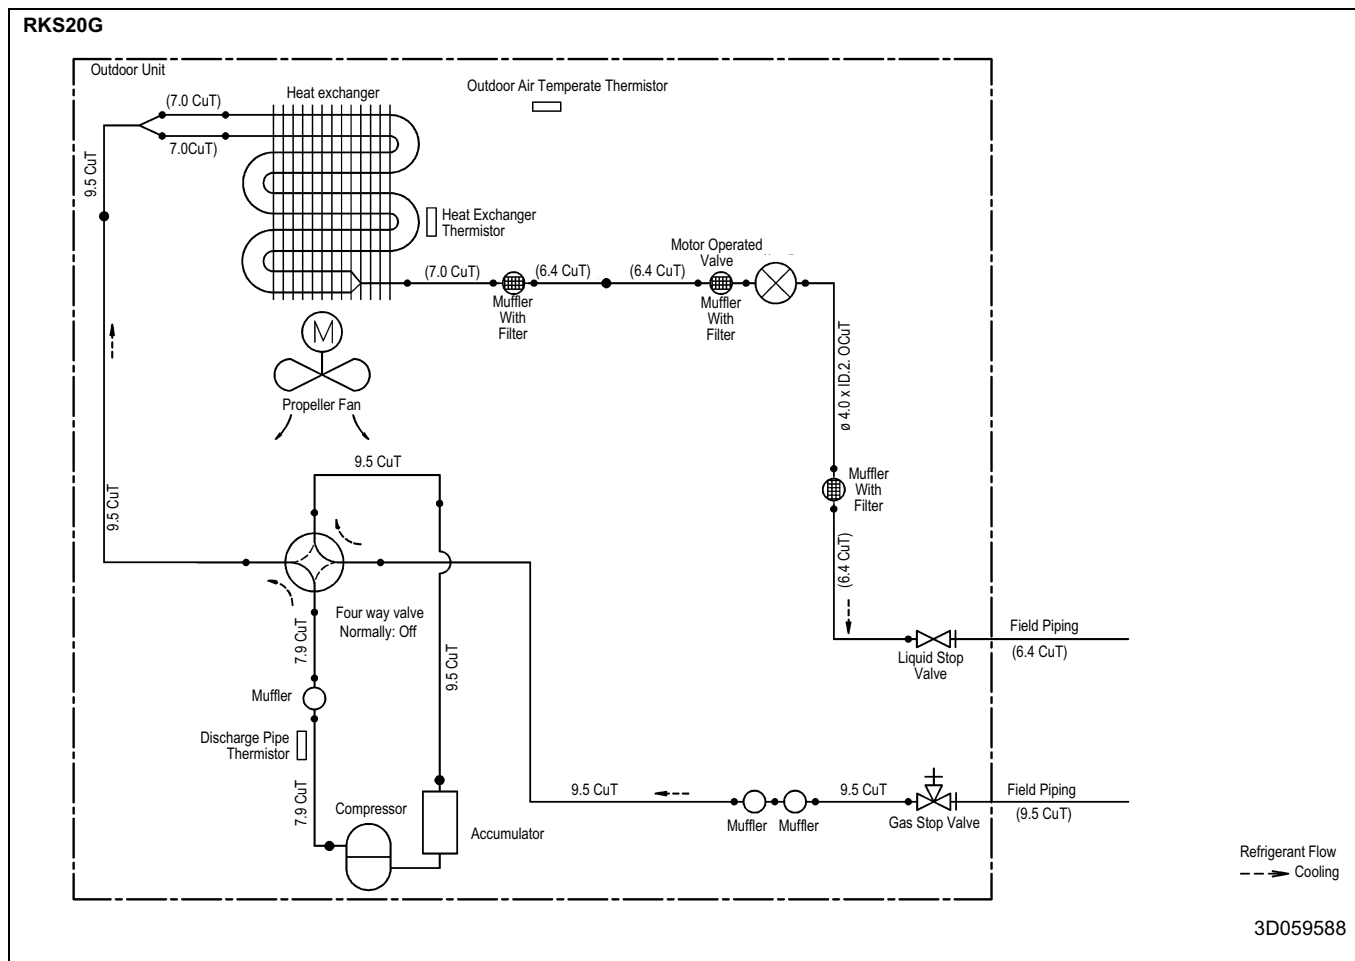 RKS20G
Outdoor Unit
(7.0 CuT)
Heat exchanger
Outdoor Air Temperate Thermistor
7.0CuT)
9.5 CuT
Heat Exchanger
Thermistor
Motor Operated
Valve
(7.0 CuT)
(6.4 CuT)
(6.4 CuT)
Muffler
With
Filter
Muffler
With
Filter
M
Propeller Fan
ø 4.0 x ID.2. OCuT
9.5 CuT
9.5 CuT
Muffler
With
Filter
(6.4 CuT)
Four way valve
Normally: Off
7.9 CuT
9.5 CuT
Field Piping
(6.4 CuT)
Liquid Stop
Valve
Muffler
Discharge Pipe
Thermistor
7.9 CuT
Compressor
Accumulator
9.5 CuT
9.5 CuT
Muffler
Muffler
Gas Stop Valve
Field Piping
(9.5 CuT)
Refrigerant Flow
Cooling
3D059588